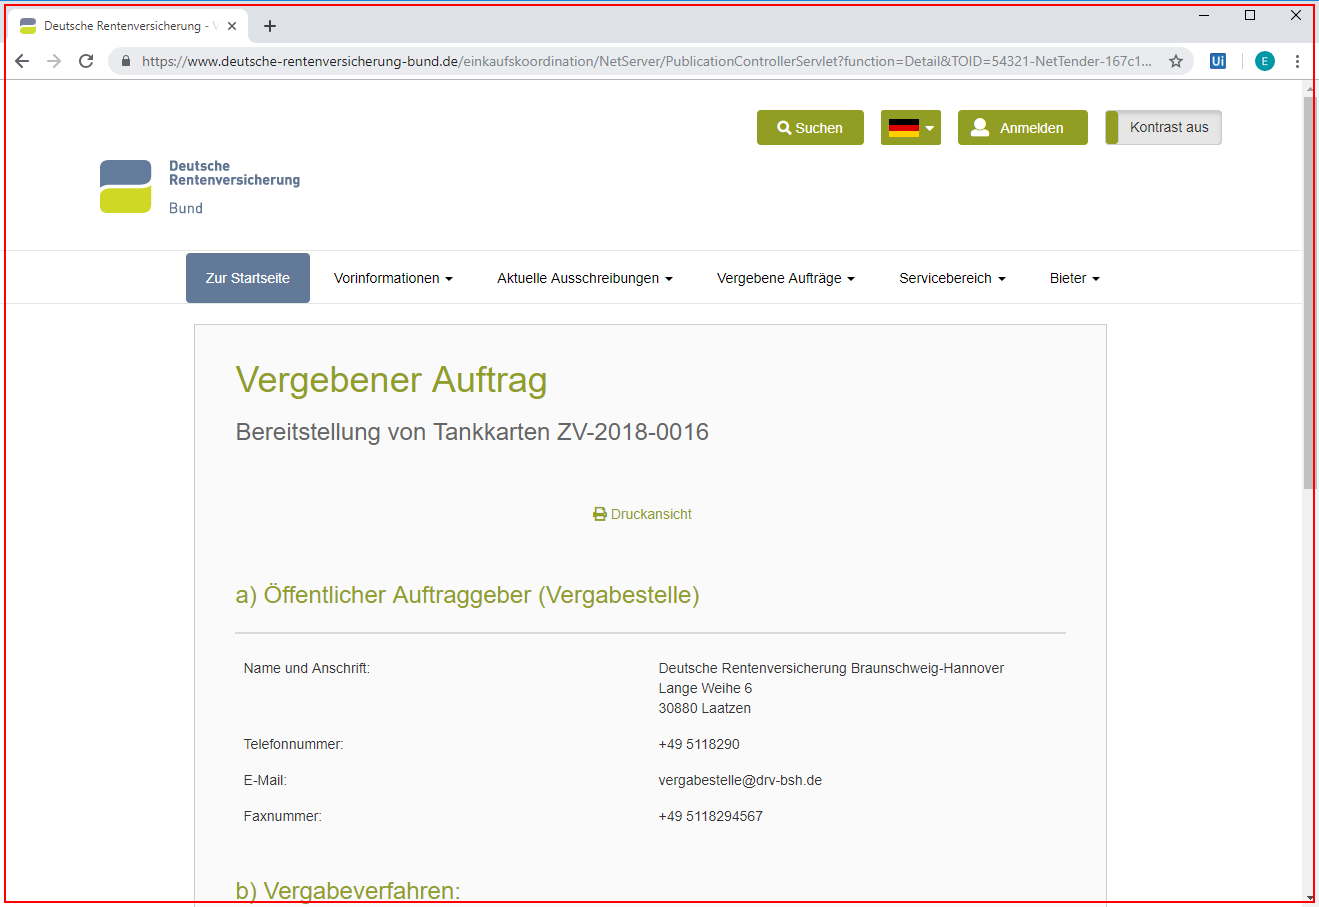 Deutsche Rentenversicherung - V
https://www.deutsche-rentenversicherung-bund.de/einkaufskoordination/NetServer/PublicationControllerServlet?function=Detail&TOID=54321-NetTender-167c1...
Ui
E
Suchen
Anmelden
Kontrast aus
Deutsche
Rentenversicherung
Bund
Zur Startseite
Vorinformationen
Aktuelle Ausschreibungen
Vergebene Aufträge
Servicebereich
Bieter
Vergebener Auftrag
Bereitstellung von Tankkarten ZV-2018-0016
Druckansicht
a) Öffentlicher Auftraggeber (Vergabestelle)
Name und Anschrift:
Deutsche Rentenversicherung Braunschweig-Hannover
Lange Weihe 6
30880 Laatzen
Telefonnummer:
+49 5118290
E-Mail:
vergabestelle@drv-bsh.de
Faxnummer:
+49 5118294567
b) Vergabeverfahren: